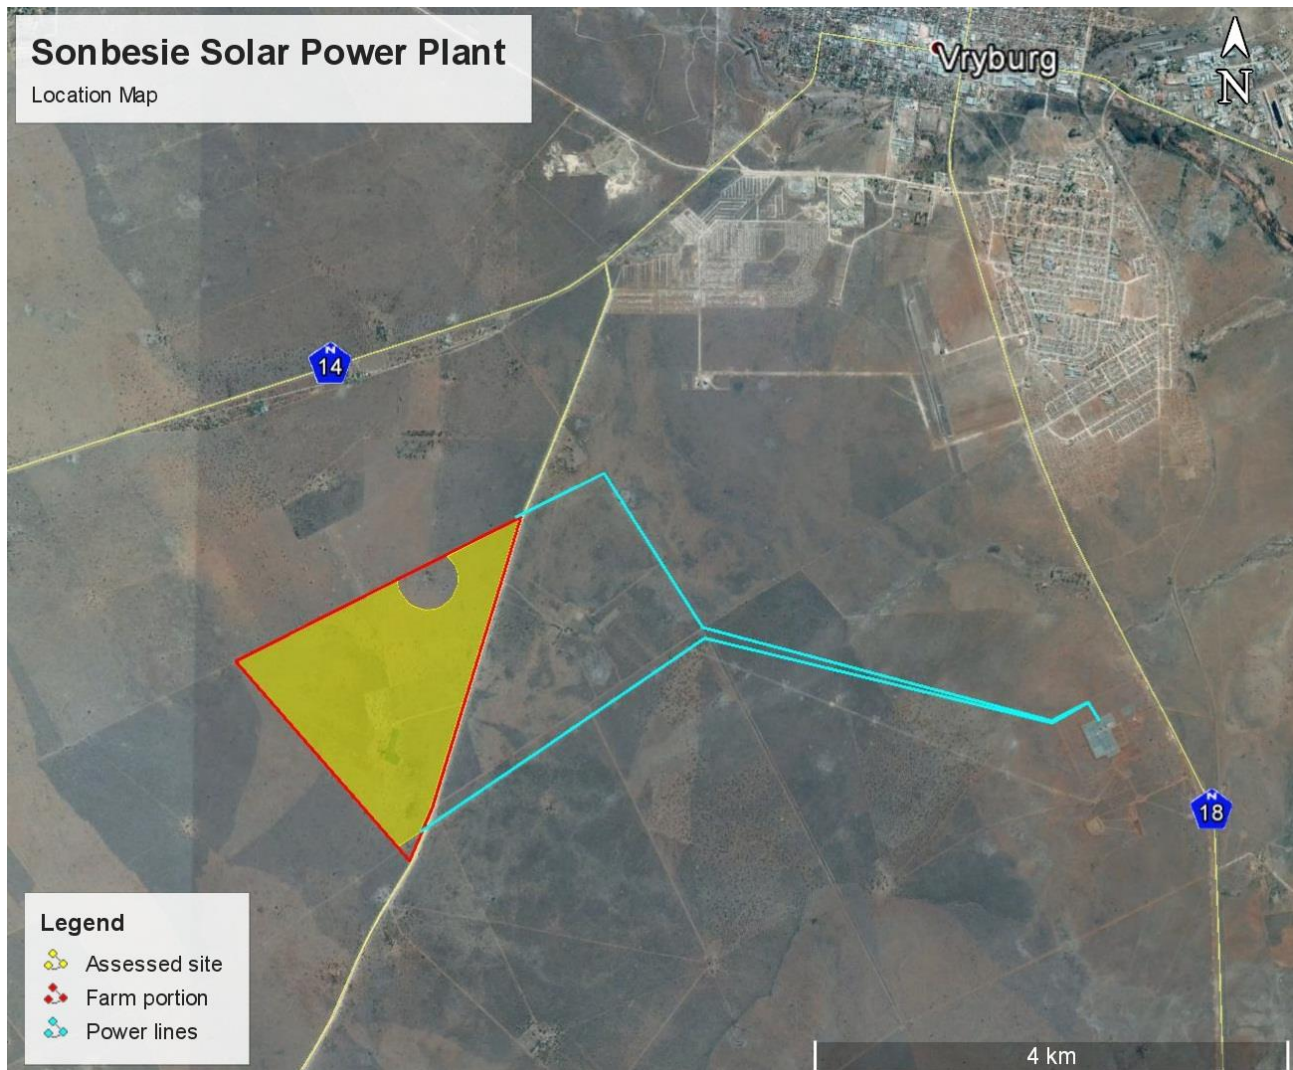 Sonbesie Solar Power Plant
Location Map
Vryburg
N
N
14
N
18
Legend
Assessed site
Farm portion
Power lines
4 km